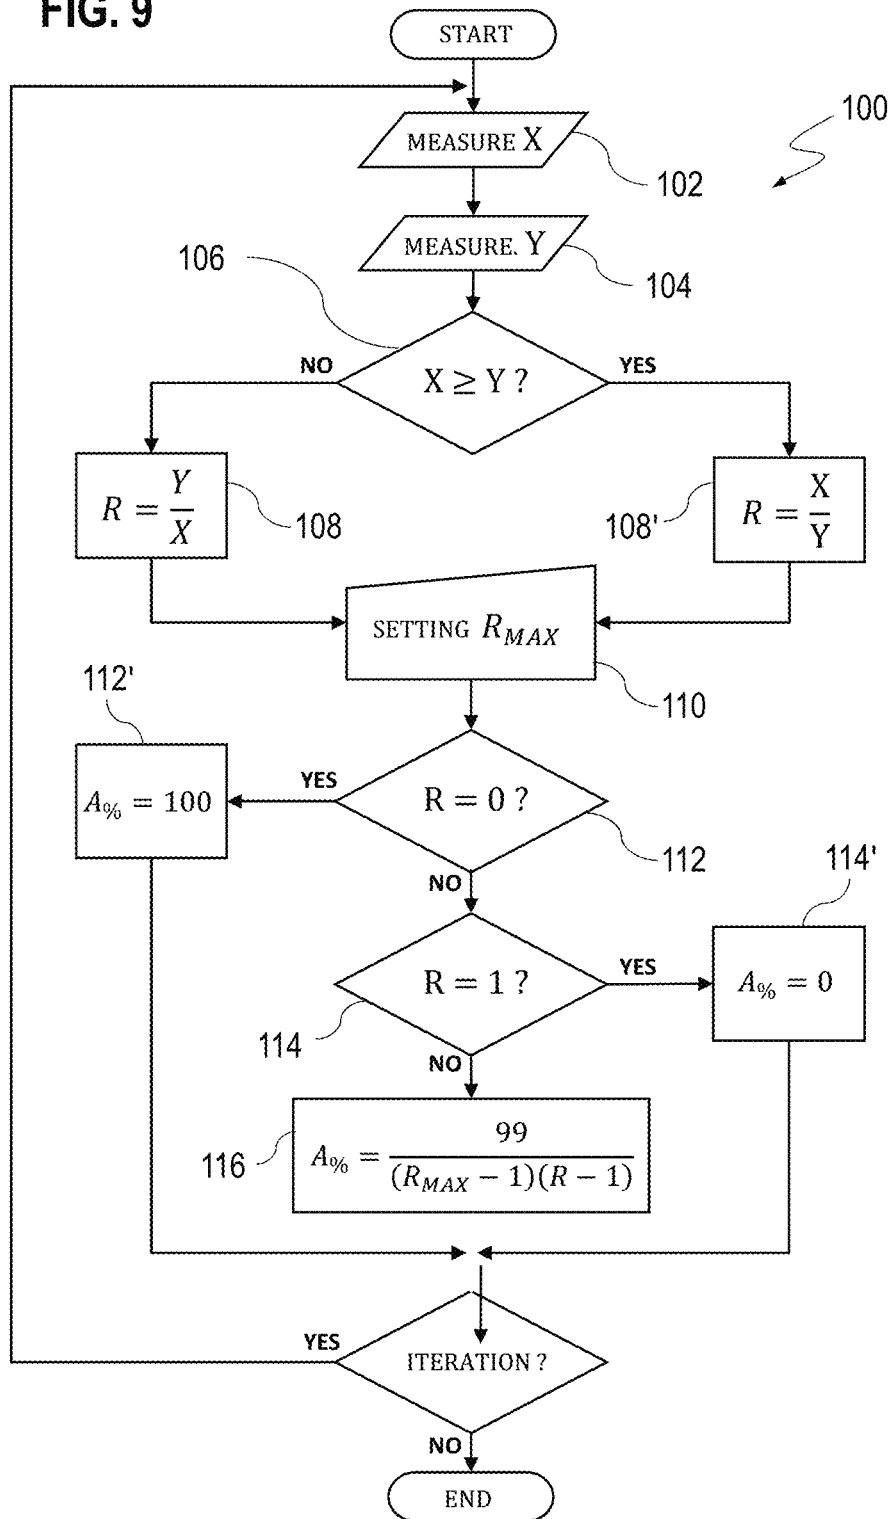 FIG. 9
START
100
MEASURE X
102
MEASURE. Y
104
106
X ≥ Y ?
NO
YES
R = Y/X
108
108'
R = X/Y
SETTING R_MAX
110
112'
A_% = 100
YES
R = 0 ?
112
NO
114'
R = 1 ?
YES
A_% = 0
114
NO
116
A_% = 99/((R_MAX − 1)(R − 1))
YES
ITERATION ?
NO
END